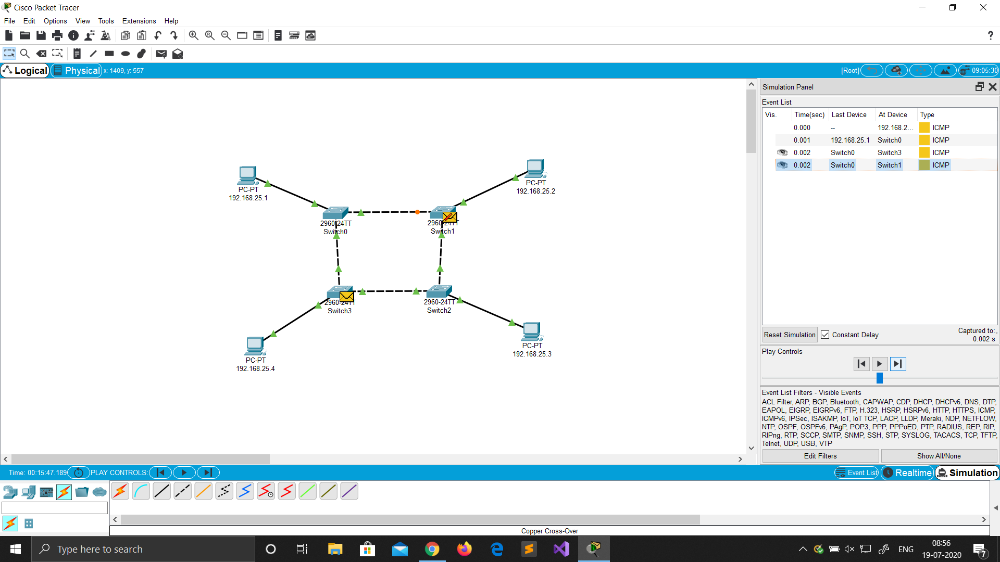 Cisco Packet Tracer
File Edit Options View Tools Extensions Help
?
Logical Physical x: 1409, y: 557 [Root] 09:05:30
Simulation Panel
Event List
Vis. Time(sec) Last Device At Device Type
0.000 -- 192.168.2... ICMP
0.001 192.168.25.1 Switch0 ICMP
0.002 Switch0 Switch3 ICMP
0.002 Switch0 Switch1 ICMP
PC-PT
192.168.25.1
PC-PT
192.168.25.2
2960-24TT
Switch0
2960-24TT
Switch1
2960-24TT
Switch3
2960-24TT
Switch2
PC-PT
192.168.25.4
PC-PT
192.168.25.3
Reset Simulation Constant Delay Captured to:
0.002 s
Play Controls
Event List Filters - Visible Events
ACL Filter, ARP, BGP, Bluetooth, CAPWAP, CDP, DHCP, DHCPv6, DNS, DTP,
EAPOL, EIGRP, EIGRPv6, FTP, H.323, HSRP, HSRPv6, HTTP, HTTPS, ICMP,
ICMPv6, IPSec, ISAKMP, IoT, IoT TCP, LACP, LLDP, Meraki, NDP, NETFLOW,
NTP, OSPF, OSPFv6, PAgP, POP3, PPP, PPPoED, PTP, RADIUS, REP, RIP,
RIPng, RTP, SCCP, SMTP, SNMP, SSH, STP, SYSLOG, TACACS, TCP, TFTP,
Telnet, UDP, USB, VTP
Edit Filters Show All/None
Time: 00:15:47.189 PLAY CONTROLS: Event List Realtime Simulation
Copper Cross-Over
Type here to search
ENG
08:56
19-07-2020
7